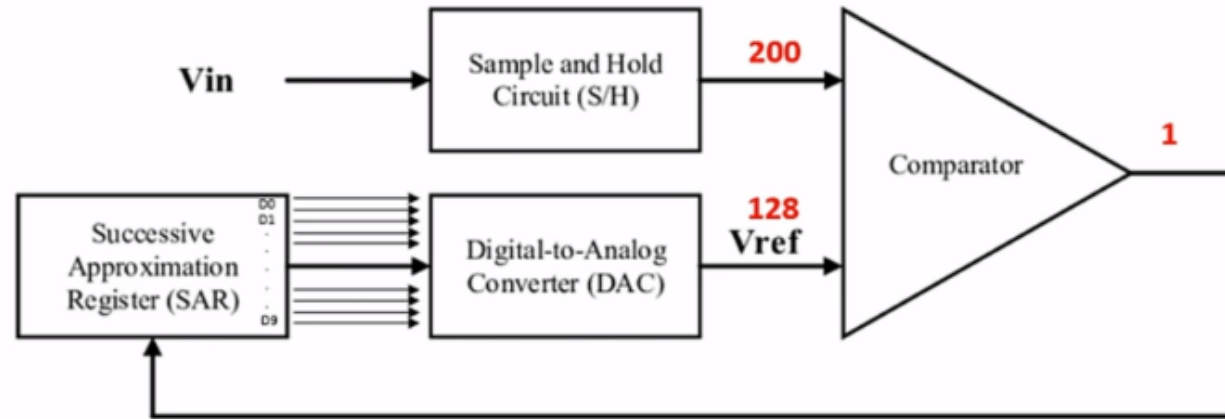 Vin
Sample and Hold
Circuit (S/H)
200
Comparator
1
Successive
Approximation
Register (SAR)
D0
D1
.
.
.
.
.
D9
Digital-to-Analog
Converter (DAC)
128
Vref